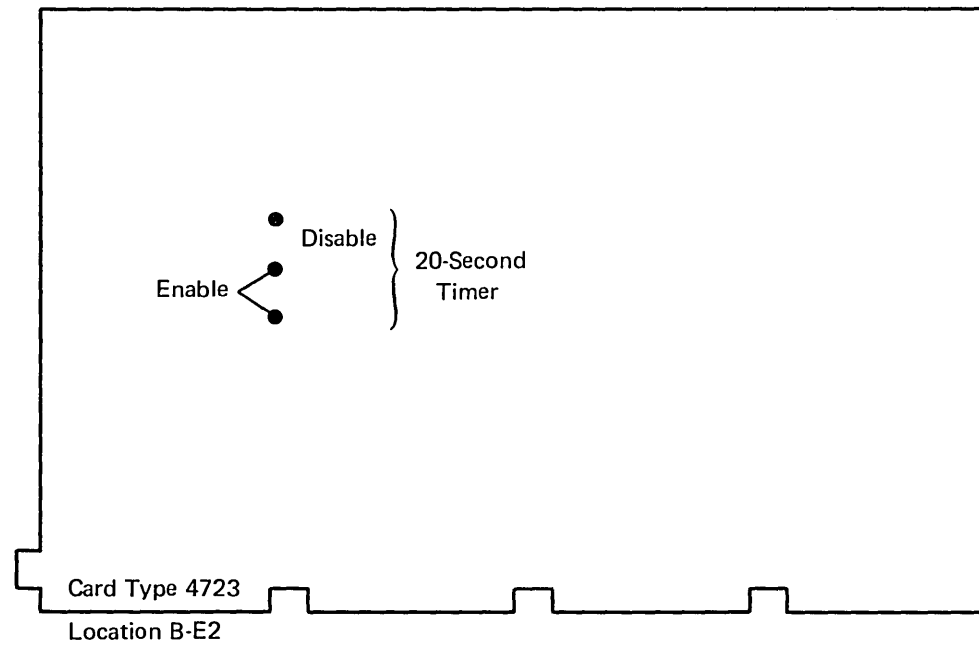 Disable
Enable
20-Second
Timer
Card Type 4723
Location B-E2